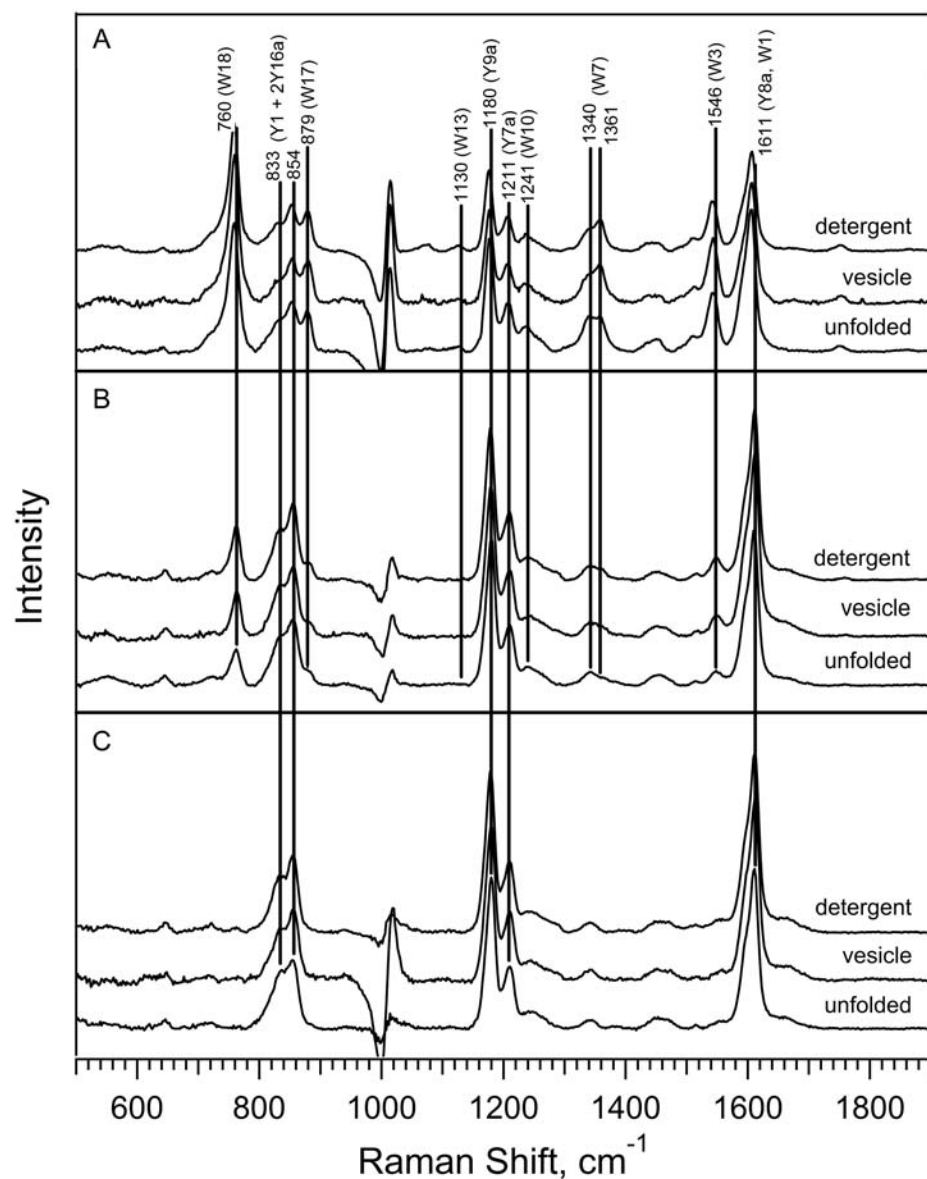 A
760 (W18)
833 (Y1 + 2Y16a)
854
879 (W17)
1130 (W13)
1180 (Y9a)
1211 (Y7a)
1241 (W10)
1340 (W7)
1361
1546 (W3)
1611 (Y8a, W1)
detergent
vesicle
unfolded
B
detergent
vesicle
unfolded
C
detergent
vesicle
unfolded
Intensity
600 800 1000 1200 1400 1600 1800
Raman Shift, cm⁻¹